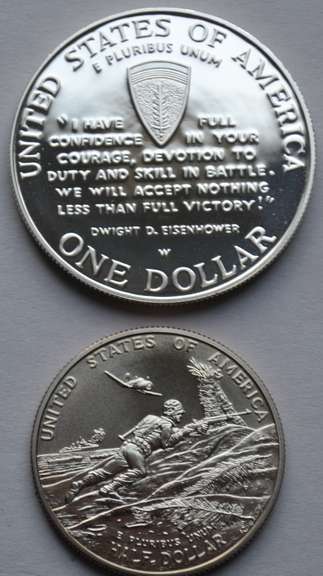 UNITED STATES OF AMERICA
E PLURIBUS UNUM
"I HAVE FULL
CONFIDENCE IN YOUR
COURAGE, DEVOTION TO
DUTY AND SKILL IN BATTLE.
WE WILL ACCEPT NOTHING
LESS THAN FULL VICTORY!"
DWIGHT D. EISENHOWER
W
ONE DOLLAR
UNITED STATES OF AMERICA
E PLURIBUS UNUM
HALF-DOLLAR